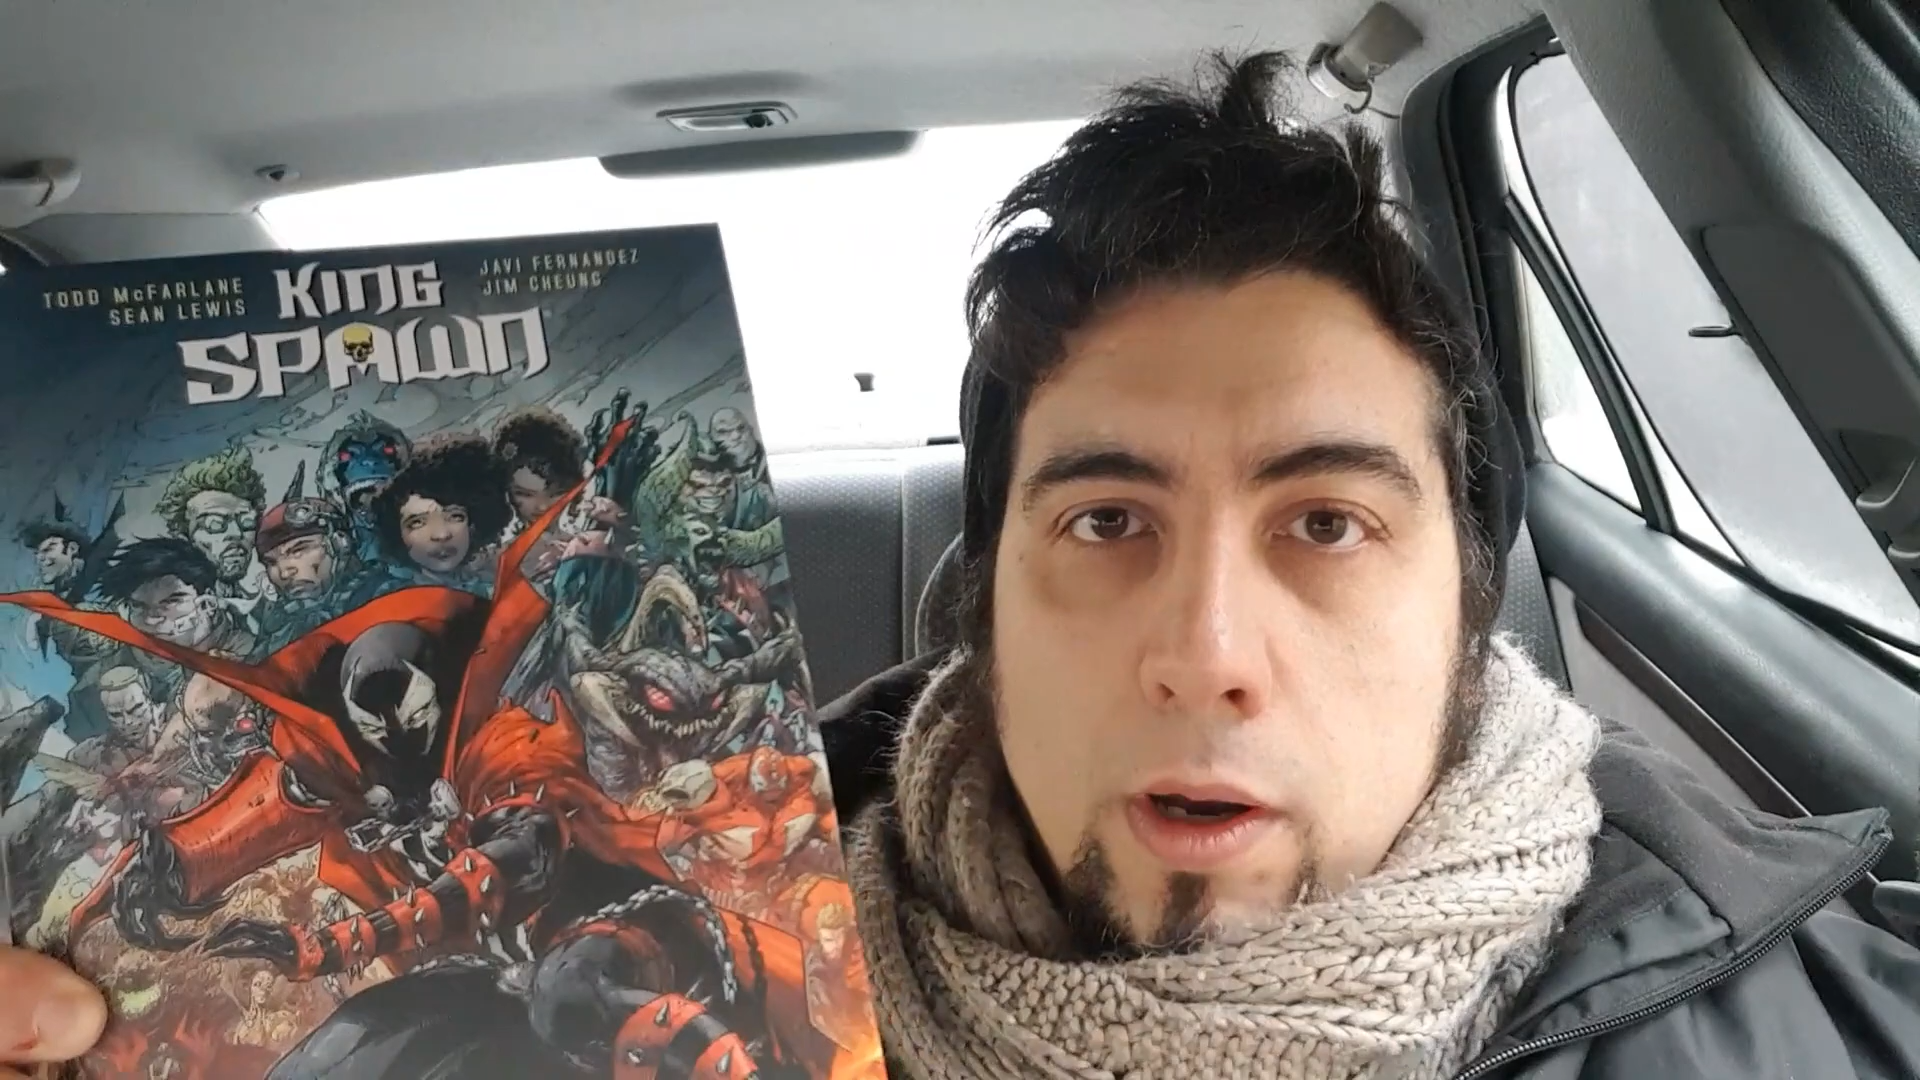 TODD McFARLANE
SEAN LEWIS
KING
SPAWN
JAVI FERNANDEZ
JIM CHEUNG